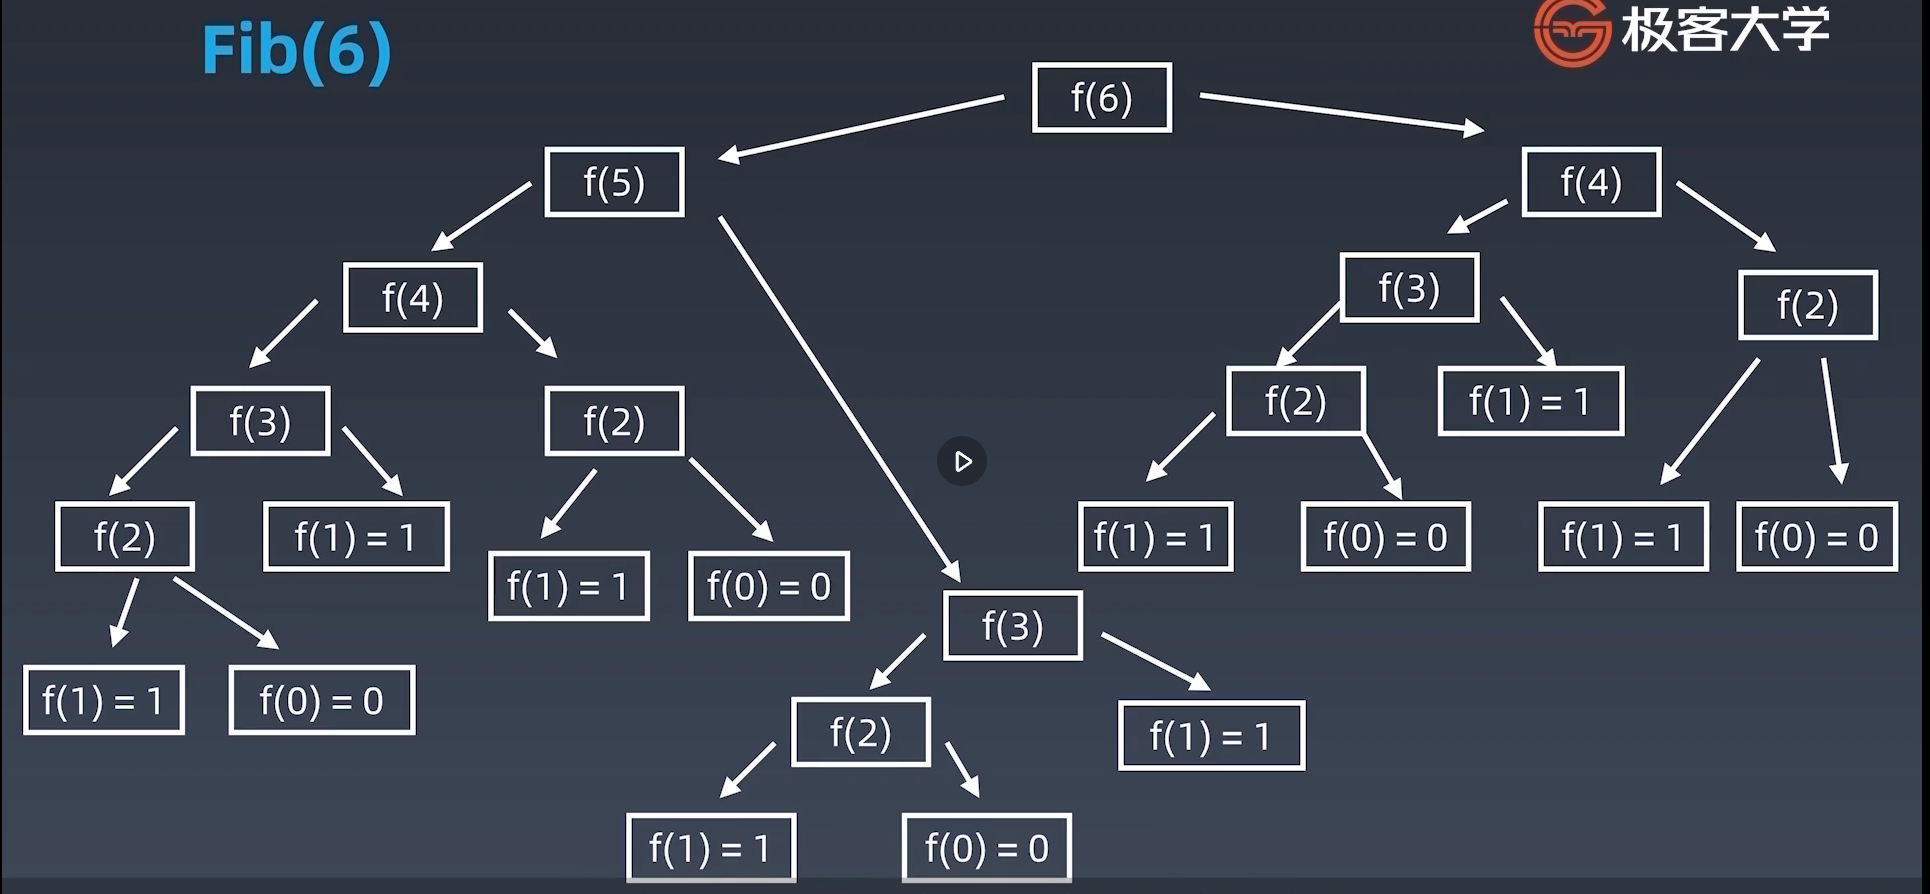 Fib(6)
极客大学
f(6)
f(5)
f(4)
f(4)
f(3)
f(2)
f(3)
f(2)
f(2)
f(1) = 1
f(2)
f(1) = 1
f(1) = 1
f(0) = 0
f(1) = 1
f(0) = 0
f(1) = 1
f(0) = 0
f(3)
f(1) = 1
f(0) = 0
f(2)
f(1) = 1
f(1) = 1
f(0) = 0